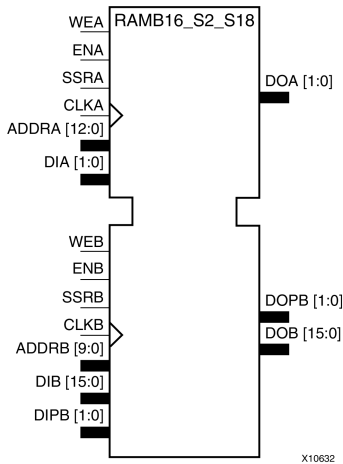 RAMB16_S2_S18
WEA
ENA
SSRA
CLKA
ADDRA [12:0]
DIA [1:0]
DOA [1:0]
WEB
ENB
SSRB
CLKB
ADDRB [9:0]
DIB [15:0]
DIPB [1:0]
DOPB [1:0]
DOB [15:0]
X10632